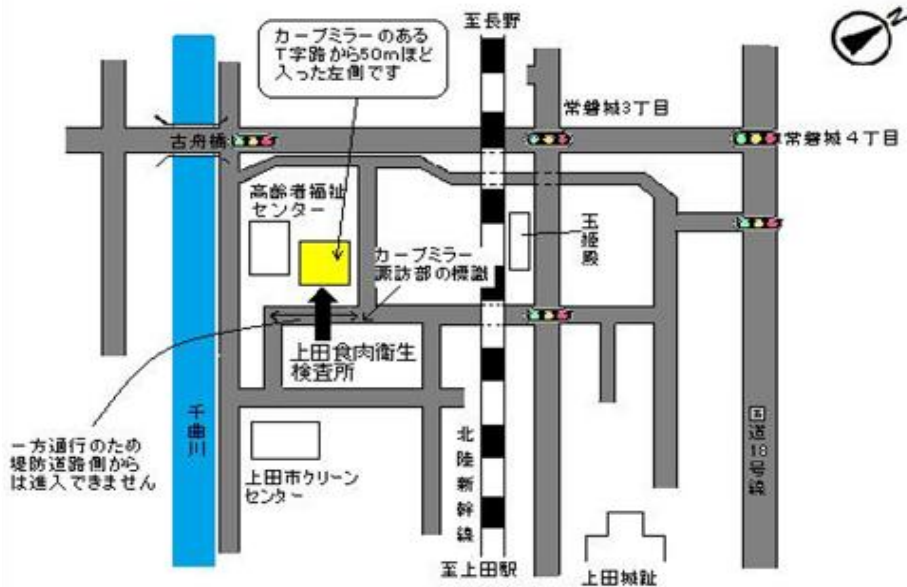 至長野
N
カーブミラーのある
T字路から50mほど
入った左側です
常磐城3丁目
古舟橋
常磐城4丁目
高齢者福祉
センター
玉姫殿
カーブミラー
諏訪部の標識
上田食肉衛生
検査所
千曲川
国道18号線
一方通行のため
堤防道路側から
は進入できません
北陸新幹線
上田市クリーン
センター
至上田駅
上田城趾